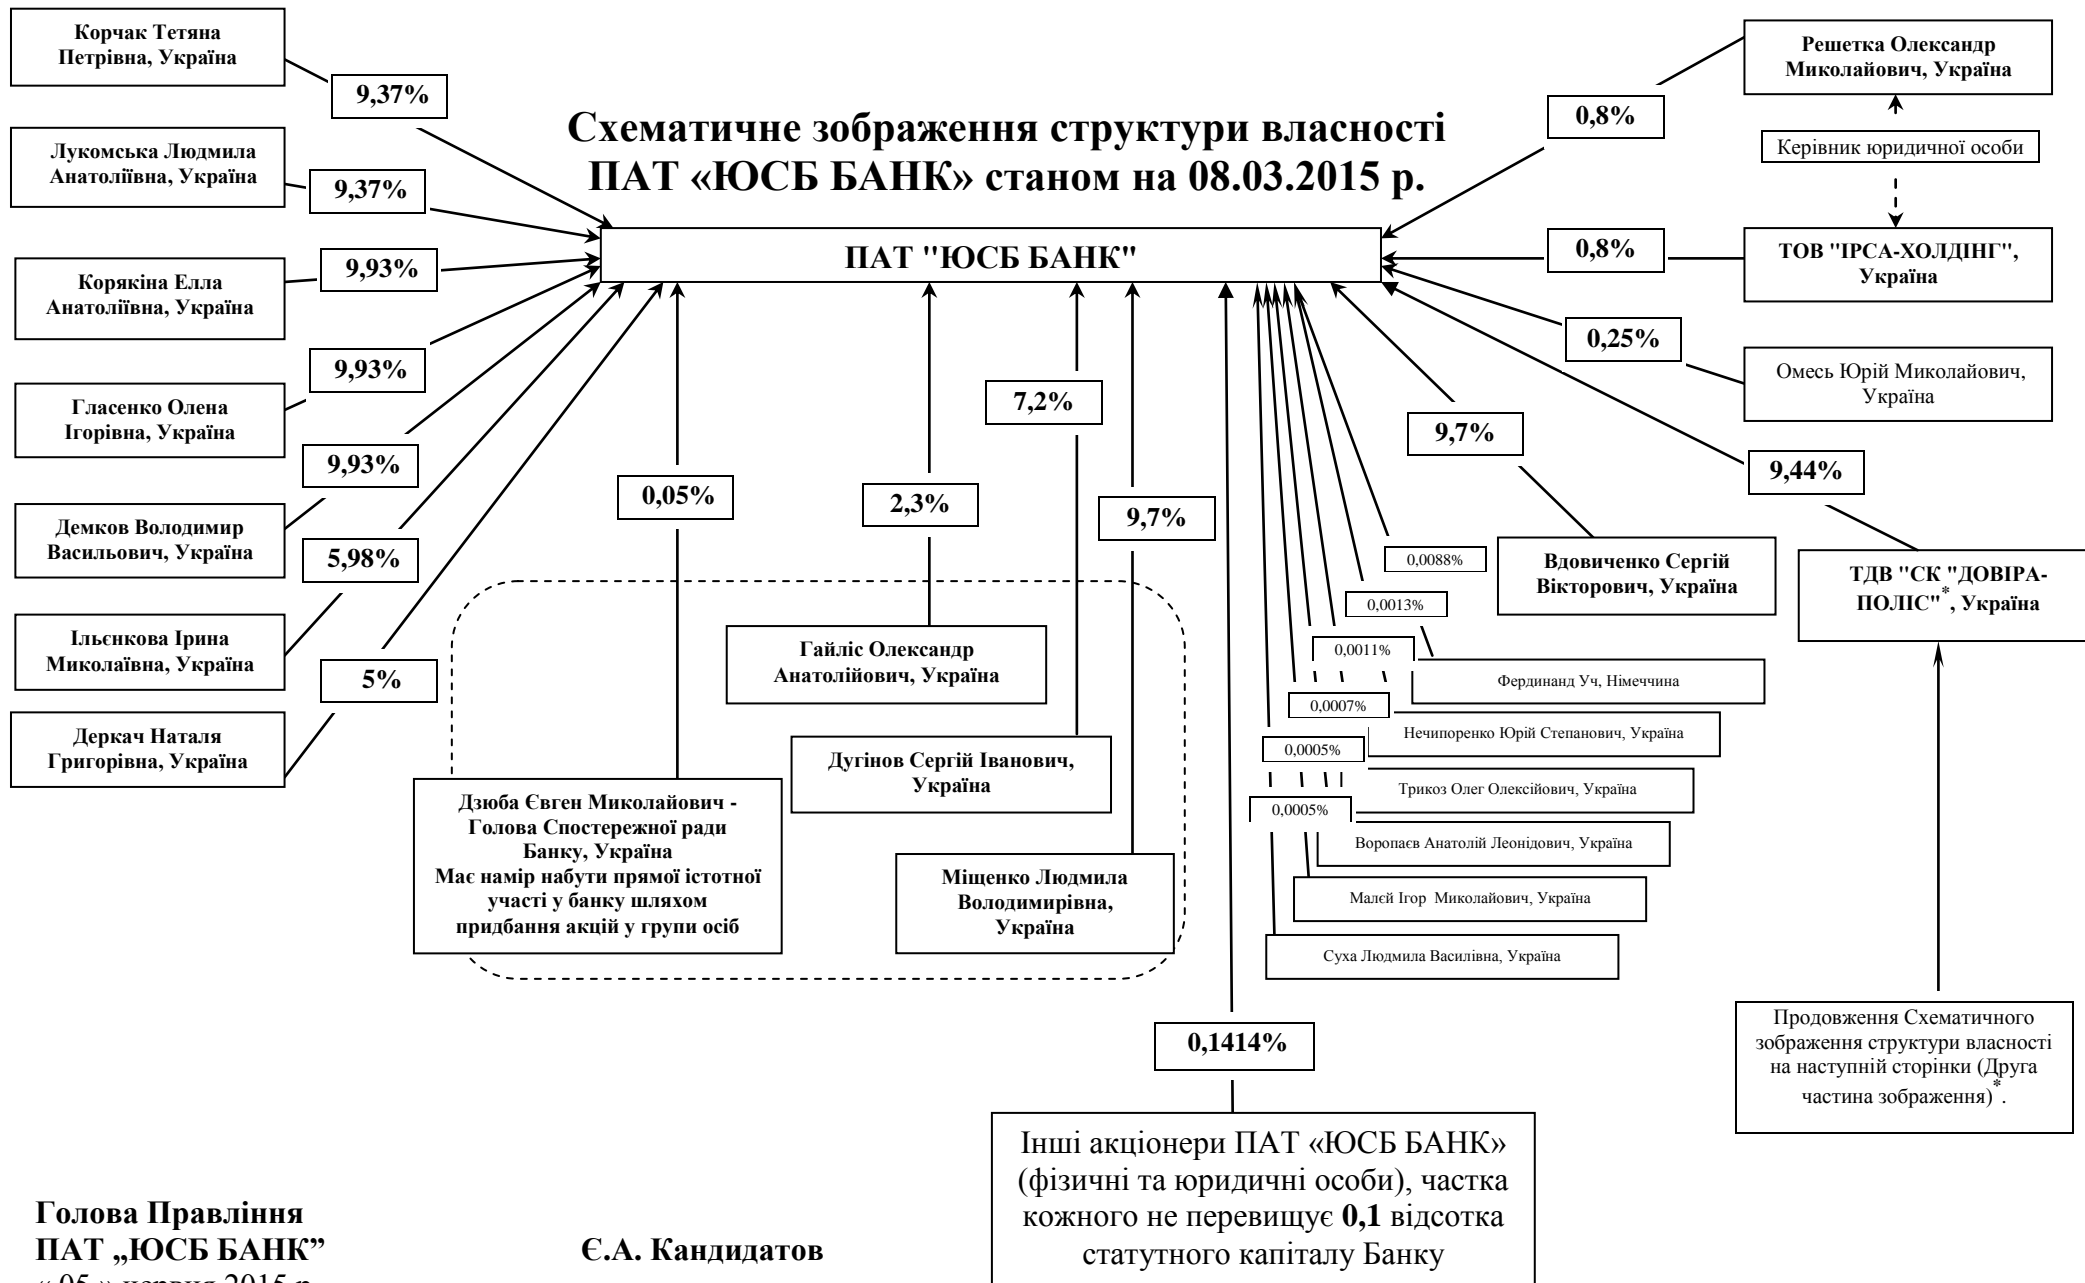 Корчак Тетяна
Петрівна, Україна
9,37%
Схематичне зображення структури власності
ПАТ «ЮСБ БАНК» станом на 08.03.2015 р.
0,8%
Решетка Олександр
Миколайович, Україна
Керівник юридичної особи
Лукомська Людмила
Анатоліївна, Україна
9,37%
ПАТ "ЮСБ БАНК"
0,8%
ТОВ "ІРСА-ХОЛДІНГ",
Україна
Корякіна Елла
Анатоліївна, Україна
9,93%
0,25%
Омесь Юрій Миколайович,
Україна
Гласенко Олена
Ігорівна, Україна
9,93%
7,2%
9,7%
9,44%
Демков Володимир
Васильович, Україна
9,93%
0,05%
2,3%
9,7%
Вдовиченко Сергій
Вікторович, Україна
ТДВ "СК "ДОВІРА-
ПОЛІС"*, Україна
Ільєнкова Ірина
Миколаївна, Україна
5,98%
Деркач Наталя
Григорівна, Україна
5%
Гайліс Олександр
Анатолійович, Україна
Дугінов Сергій Іванович,
Україна
Дзюба Євген Миколайович -
Голова Спостережної ради
Банку, Україна
Має намір набути прямої істотної
участі у банку шляхом
придбання акцій у групи осіб
Міщенко Людмила
Володимирівна,
Україна
0,0088%
0,0013%
0,0011%
0,0007%
0,0005%
0,0005%
Фердинанд Уч, Німеччина
Нечипоренко Юрій Степанович, Україна
Трикоз Олег Олексійович, Україна
Воропаєв Анатолій Леонідович, Україна
Малєй Ігор Миколайович, Україна
Суха Людмила Василівна, Україна
Продовження Схематичного
зображення структури власності
на наступній сторінки (Друга
частина зображення)*.
0,1414%
Інші акціонери ПАТ «ЮСБ БАНК»
(фізичні та юридичні особи), частка
кожного не перевищує 0,1 відсотка
статутного капіталу Банку
Голова Правління
ПАТ „ЮСБ БАНК”
Є.А. Кандидатов
« 05 » червня 2015 р.